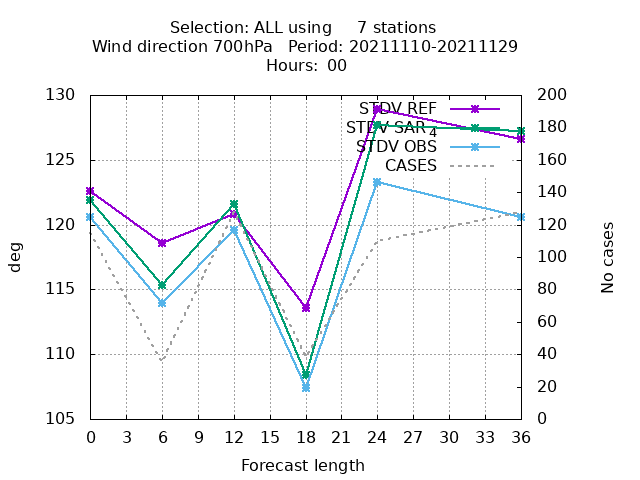 Selection: ALL using     7 stations
Wind direction 700hPa   Period: 20211110-20211129
Hours: 00
STDV REF
STDV SAR 4
STDV OBS
CASES
deg
No cases
130
125
120
115
110
105
200
180
160
140
120
100
80
60
40
20
0
0 3 6 9 12 15 18 21 24 27 30 33 36
Forecast length